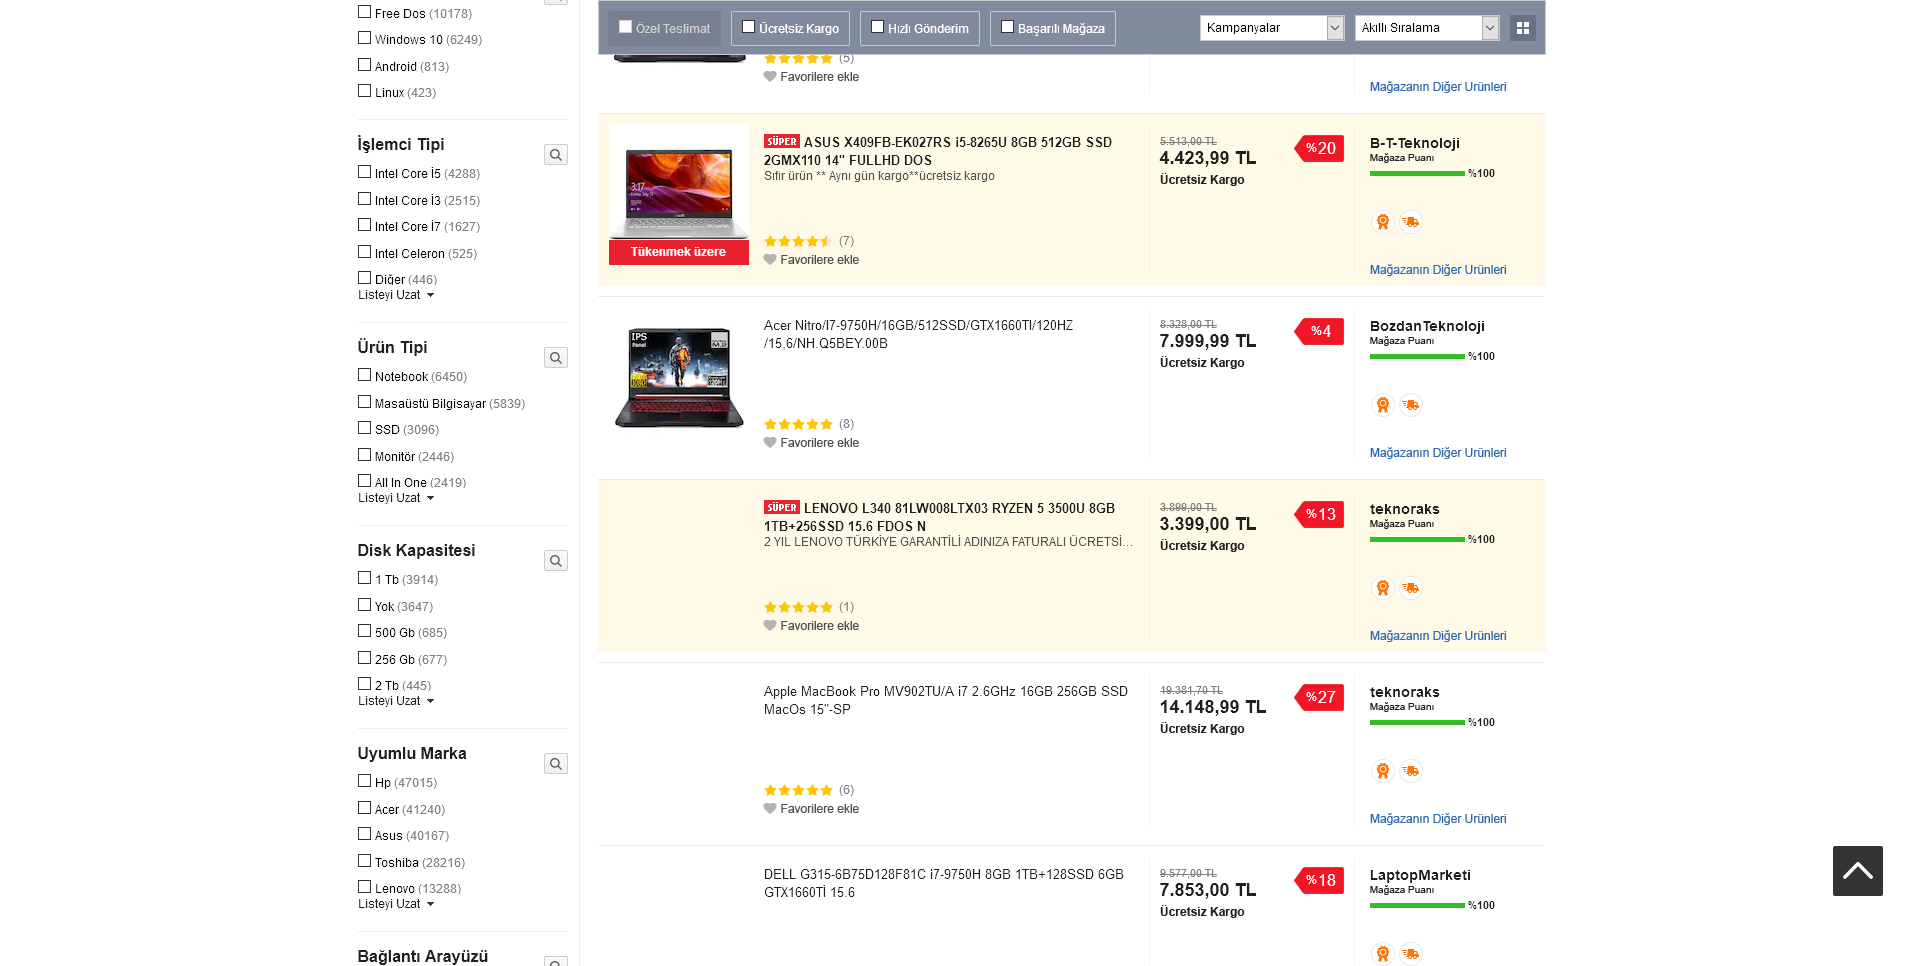 Free Dos (10178)
Windows 10 (6249)
Android (813)
Linux (423)
İşlemci Tipi
Intel Core İ5 (4288)
Intel Core İ3 (2515)
Intel Core İ7 (1627)
Intel Celeron (525)
Diğer (446)
Listeyi Uzat
Ürün Tipi
Notebook (6450)
Masaüstü Bilgisayar (5839)
SSD (3096)
Monitör (2446)
All In One (2419)
Listeyi Uzat
Disk Kapasitesi
1 Tb (3914)
Yok (3647)
500 Gb (685)
256 Gb (677)
2 Tb (445)
Listeyi Uzat
Uyumlu Marka
Hp (47015)
Acer (41240)
Asus (40167)
Toshiba (28216)
Lenovo (13288)
Listeyi Uzat
Bağlantı Arayüzü
Özel Teslimat
Ücretsiz Kargo
Hızlı Gönderim
Başarılı Mağaza
Kampanyalar
Akıllı Sıralama
(5)
Favorilere ekle
Mağazanın Diğer Ürünleri
3:17
Tükenmek üzere
SÜPER ASUS X409FB-EK027RS i5-8265U 8GB 512GB SSD
2GMX110 14" FULLHD DOS
Sıfır ürün ** Aynı gün kargo**ücretsiz kargo
(7)
Favorilere ekle
5.513,00 TL
4.423,99 TL
Ücretsiz Kargo
%20
B-T-Teknoloji
Mağaza Puanı
%100
Mağazanın Diğer Ürünleri
IPS
Panel
M.2
Acer Nitro/I7-9750H/16GB/512SSD/GTX1660TI/120HZ
/15,6/NH.Q5BEY.00B
(8)
Favorilere ekle
8.328,00 TL
7.999,99 TL
Ücretsiz Kargo
%4
BozdanTeknoloji
Mağaza Puanı
%100
Mağazanın Diğer Ürünleri
SÜPER LENOVO L340 81LW008LTX03 RYZEN 5 3500U 8GB
1TB+256SSD 15.6 FDOS N
2 YIL LENOVO TÜRKİYE GARANTİLİ ADINIZA FATURALI ÜCRETSİ...
(1)
Favorilere ekle
3.899,00 TL
3.399,00 TL
Ücretsiz Kargo
%13
teknoraks
Mağaza Puanı
%100
Mağazanın Diğer Ürünleri
Apple MacBook Pro MV902TU/A i7 2.6GHz 16GB 256GB SSD
MacOs 15"-SP
(6)
Favorilere ekle
19.381,70 TL
14.148,99 TL
Ücretsiz Kargo
%27
teknoraks
Mağaza Puanı
%100
Mağazanın Diğer Ürünleri
DELL G315-6B75D128F81C i7-9750H 8GB 1TB+128SSD 6GB
GTX1660Tİ 15.6
9.577,00 TL
7.853,00 TL
Ücretsiz Kargo
%18
LaptopMarketi
Mağaza Puanı
%100